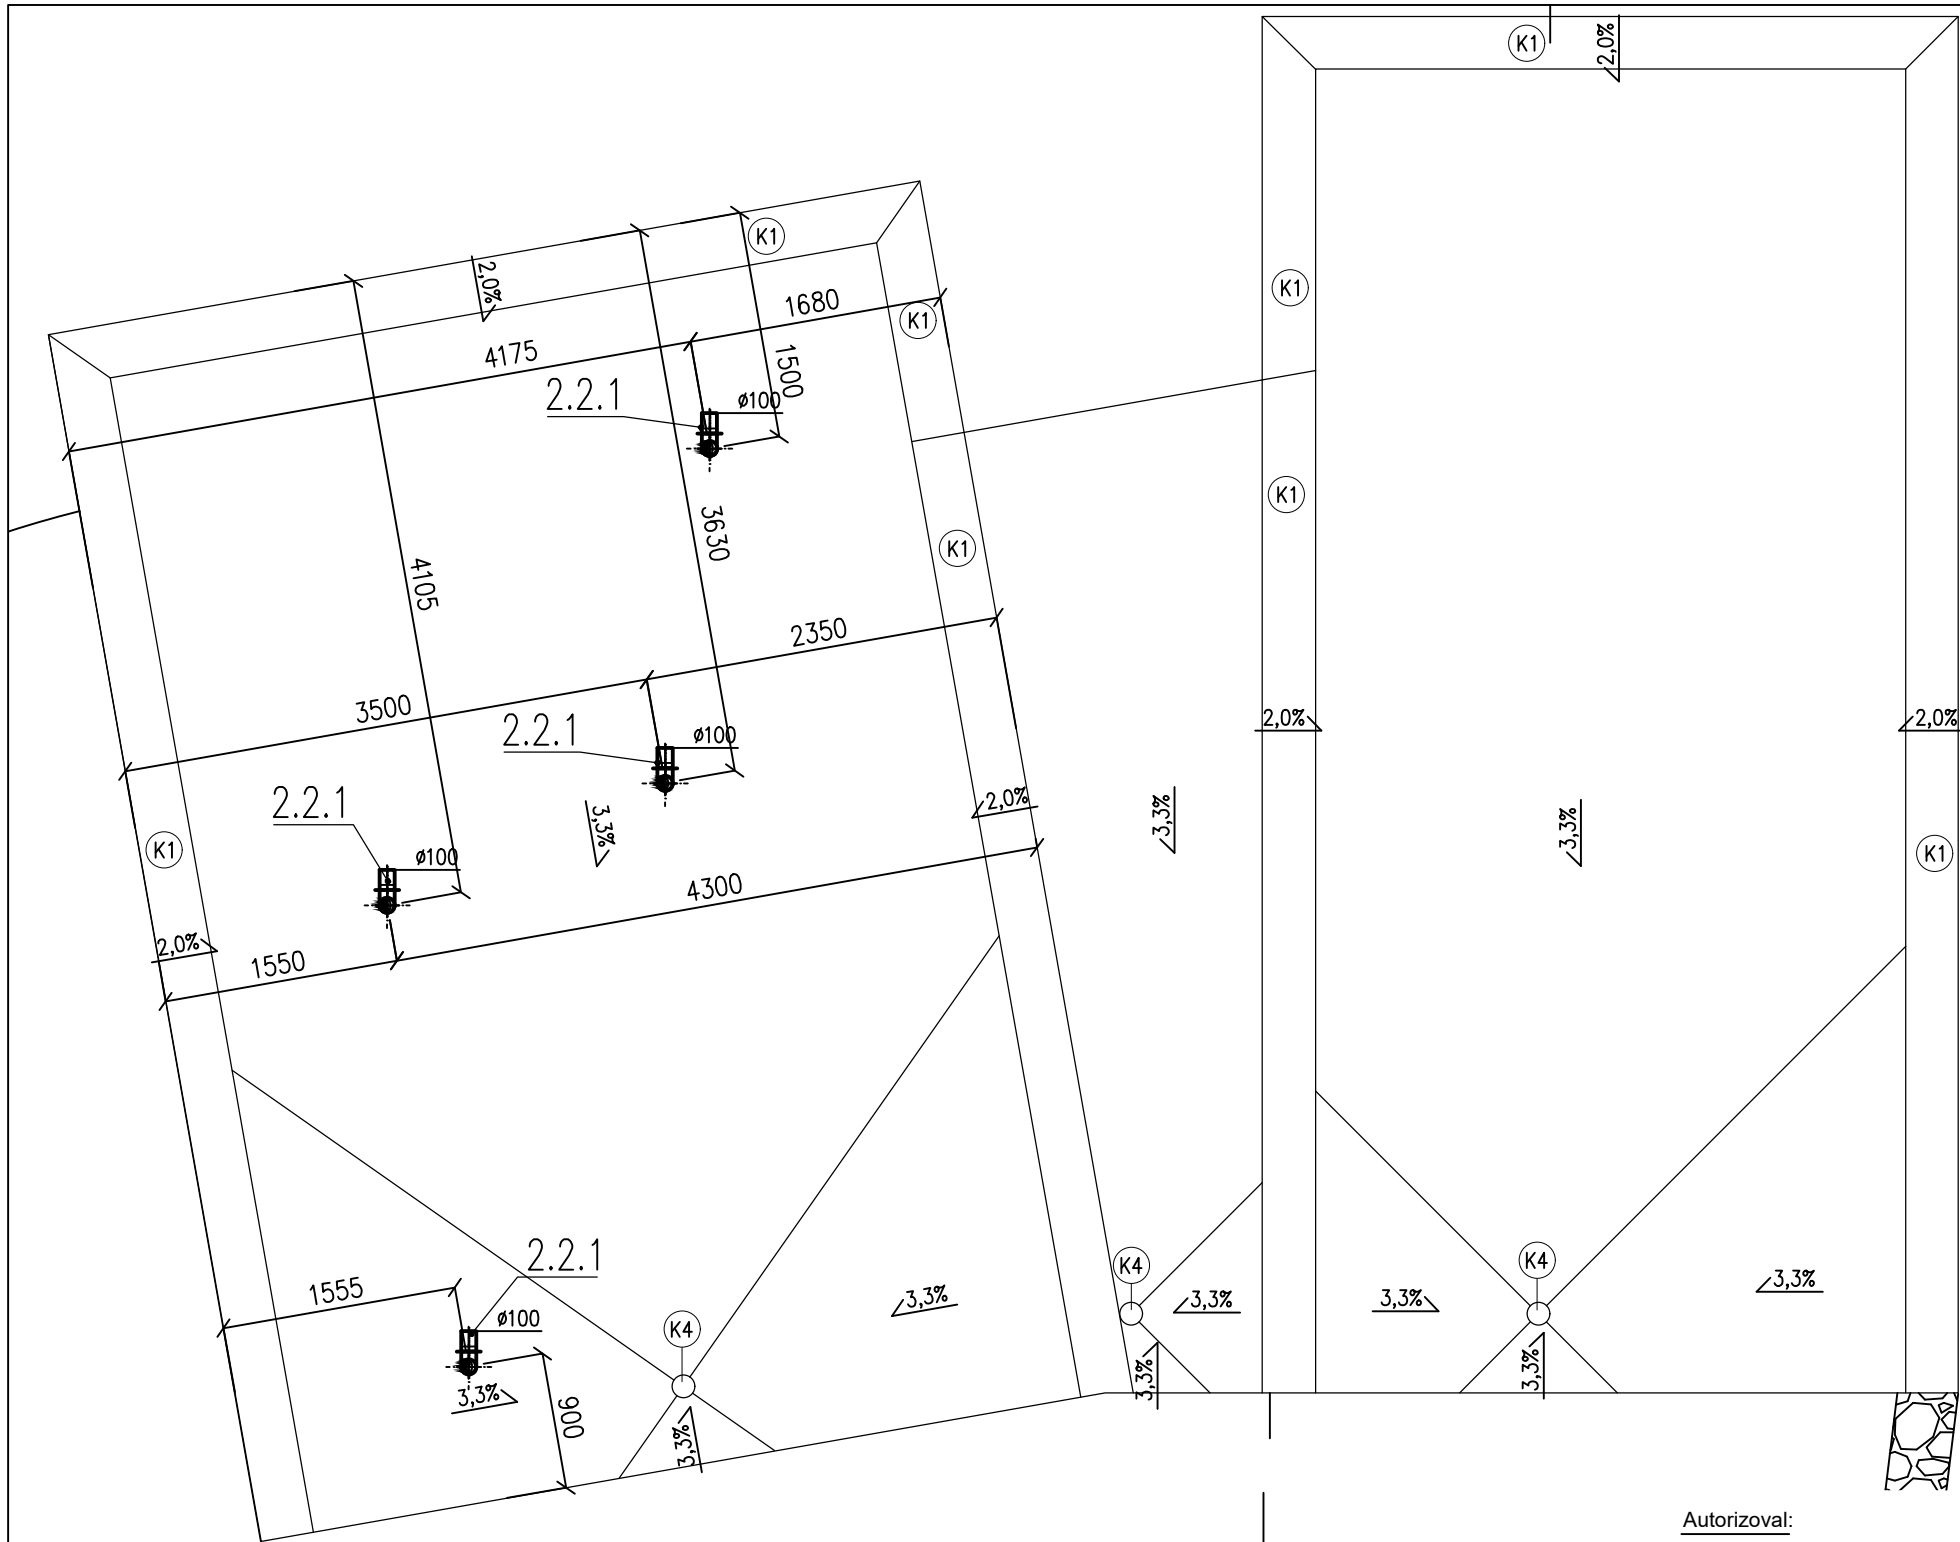 K1
2,0%
K1
2,0%
1680
K1
K1
4175
1500
2.2.1
ø100
K1
3630
K1
4105
2350
3500
2,0%
2,0%
2.2.1
ø100
2.2.1
2,0%
3,3%
3,3%
3,3%
K1
K1
ø100
4300
2,0%
1550
2.2.1
K4
K4
1555
3,3%
3,3%
3,3%
3,3%
ø100
K4
3,3%
3,3%
3,3%
900
3,3%
Autorizoval: